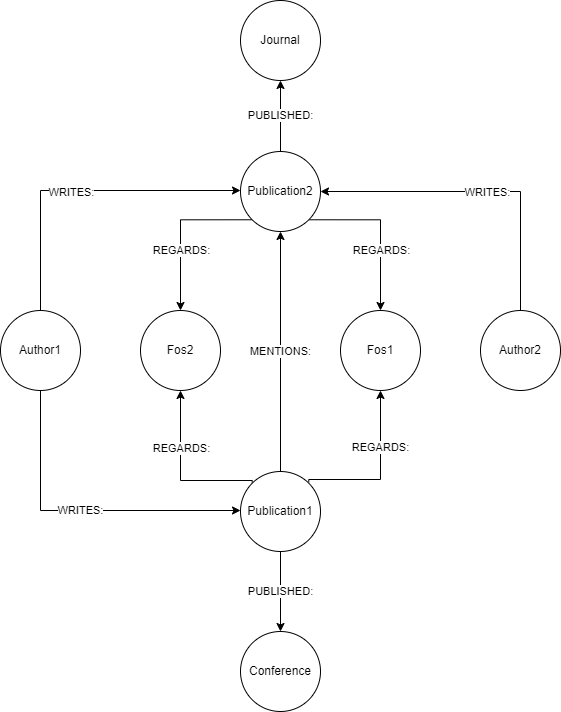 Journal
PUBLISHED:
Publication2
WRITES:
WRITES:
REGARDS:
REGARDS:
Author1
Fos2
MENTIONS:
Fos1
Author2
REGARDS:
REGARDS:
WRITES:
Publication1
PUBLISHED:
Conference